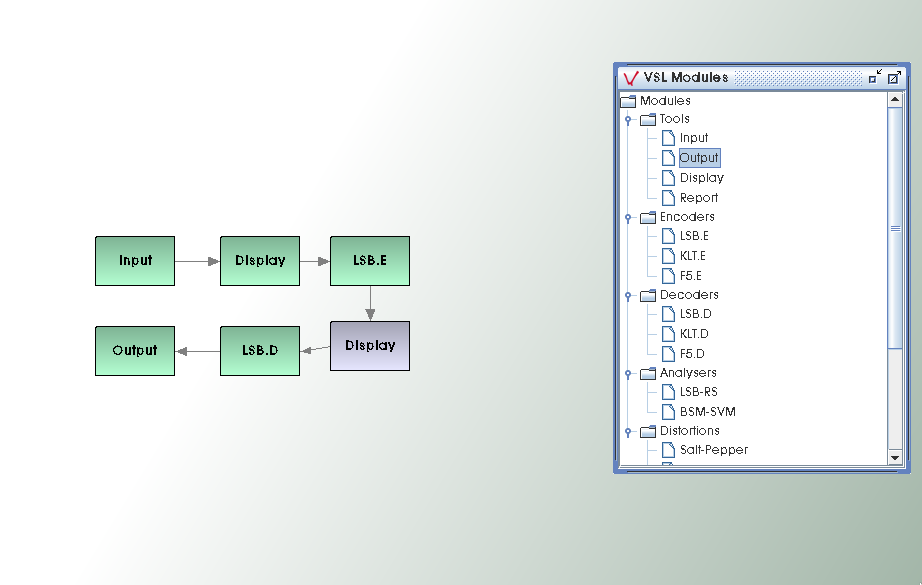 VSL Modules
Modules
Tools
Input
Output
Display
Report
Encoders
LSB.E
KLT.E
F5.E
Decoders
LSB.D
KLT.D
F5.D
Analysers
LSB-RS
BSM-SVM
Distortions
Salt-Pepper
Input
Display
LSB.E
Output
LSB.D
Display